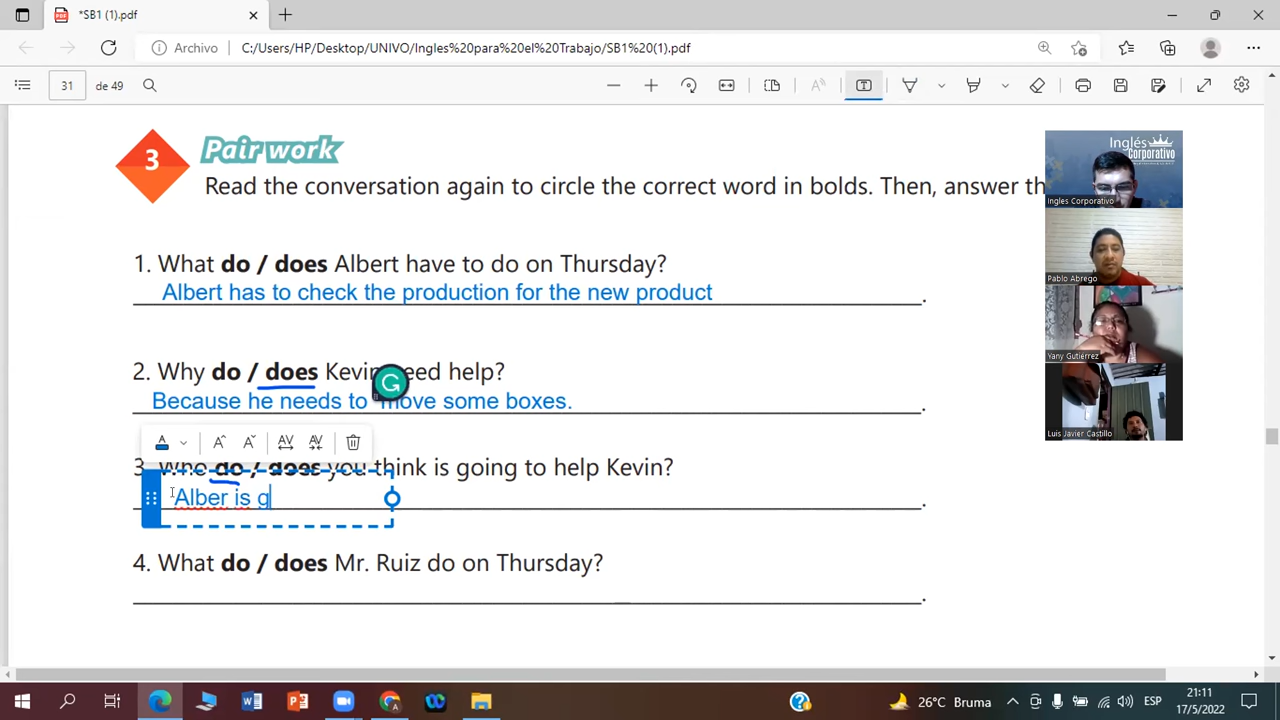 *SB1 (1).pdf
Archivo
C:/Users/HP/Desktop/UNIVO/Ingles%20para%20el%20Trabajo/SB1%20(1).pdf
31 de 49
3 Pair work
Read the conversation again to circle the correct word in bolds. Then, answer th
Inglés Corporativo
Ingles Corporativo
Pablo Abrego
Yany Gutiérrez
Luis Javier Castillo
1. What do / does Albert have to do on Thursday?
Albert has to check the production for the new product
2. Why do / does Kevin need help?
Because he needs to move some boxes.
3. Who do / does you think is going to help Kevin?
Alber is g
4. What do / does Mr. Ruiz do on Thursday?
26°C Bruma
ESP
21:11
17/5/2022